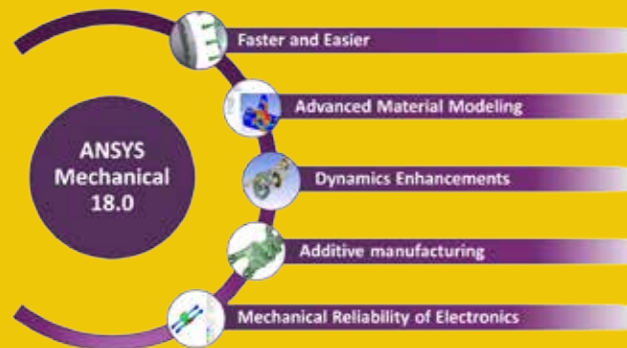 ANSYS
Mechanical
18.0
Faster and Easier
Advanced Material Modeling
Dynamics Enhancements
Additive manufacturing
Mechanical Reliability of Electronics